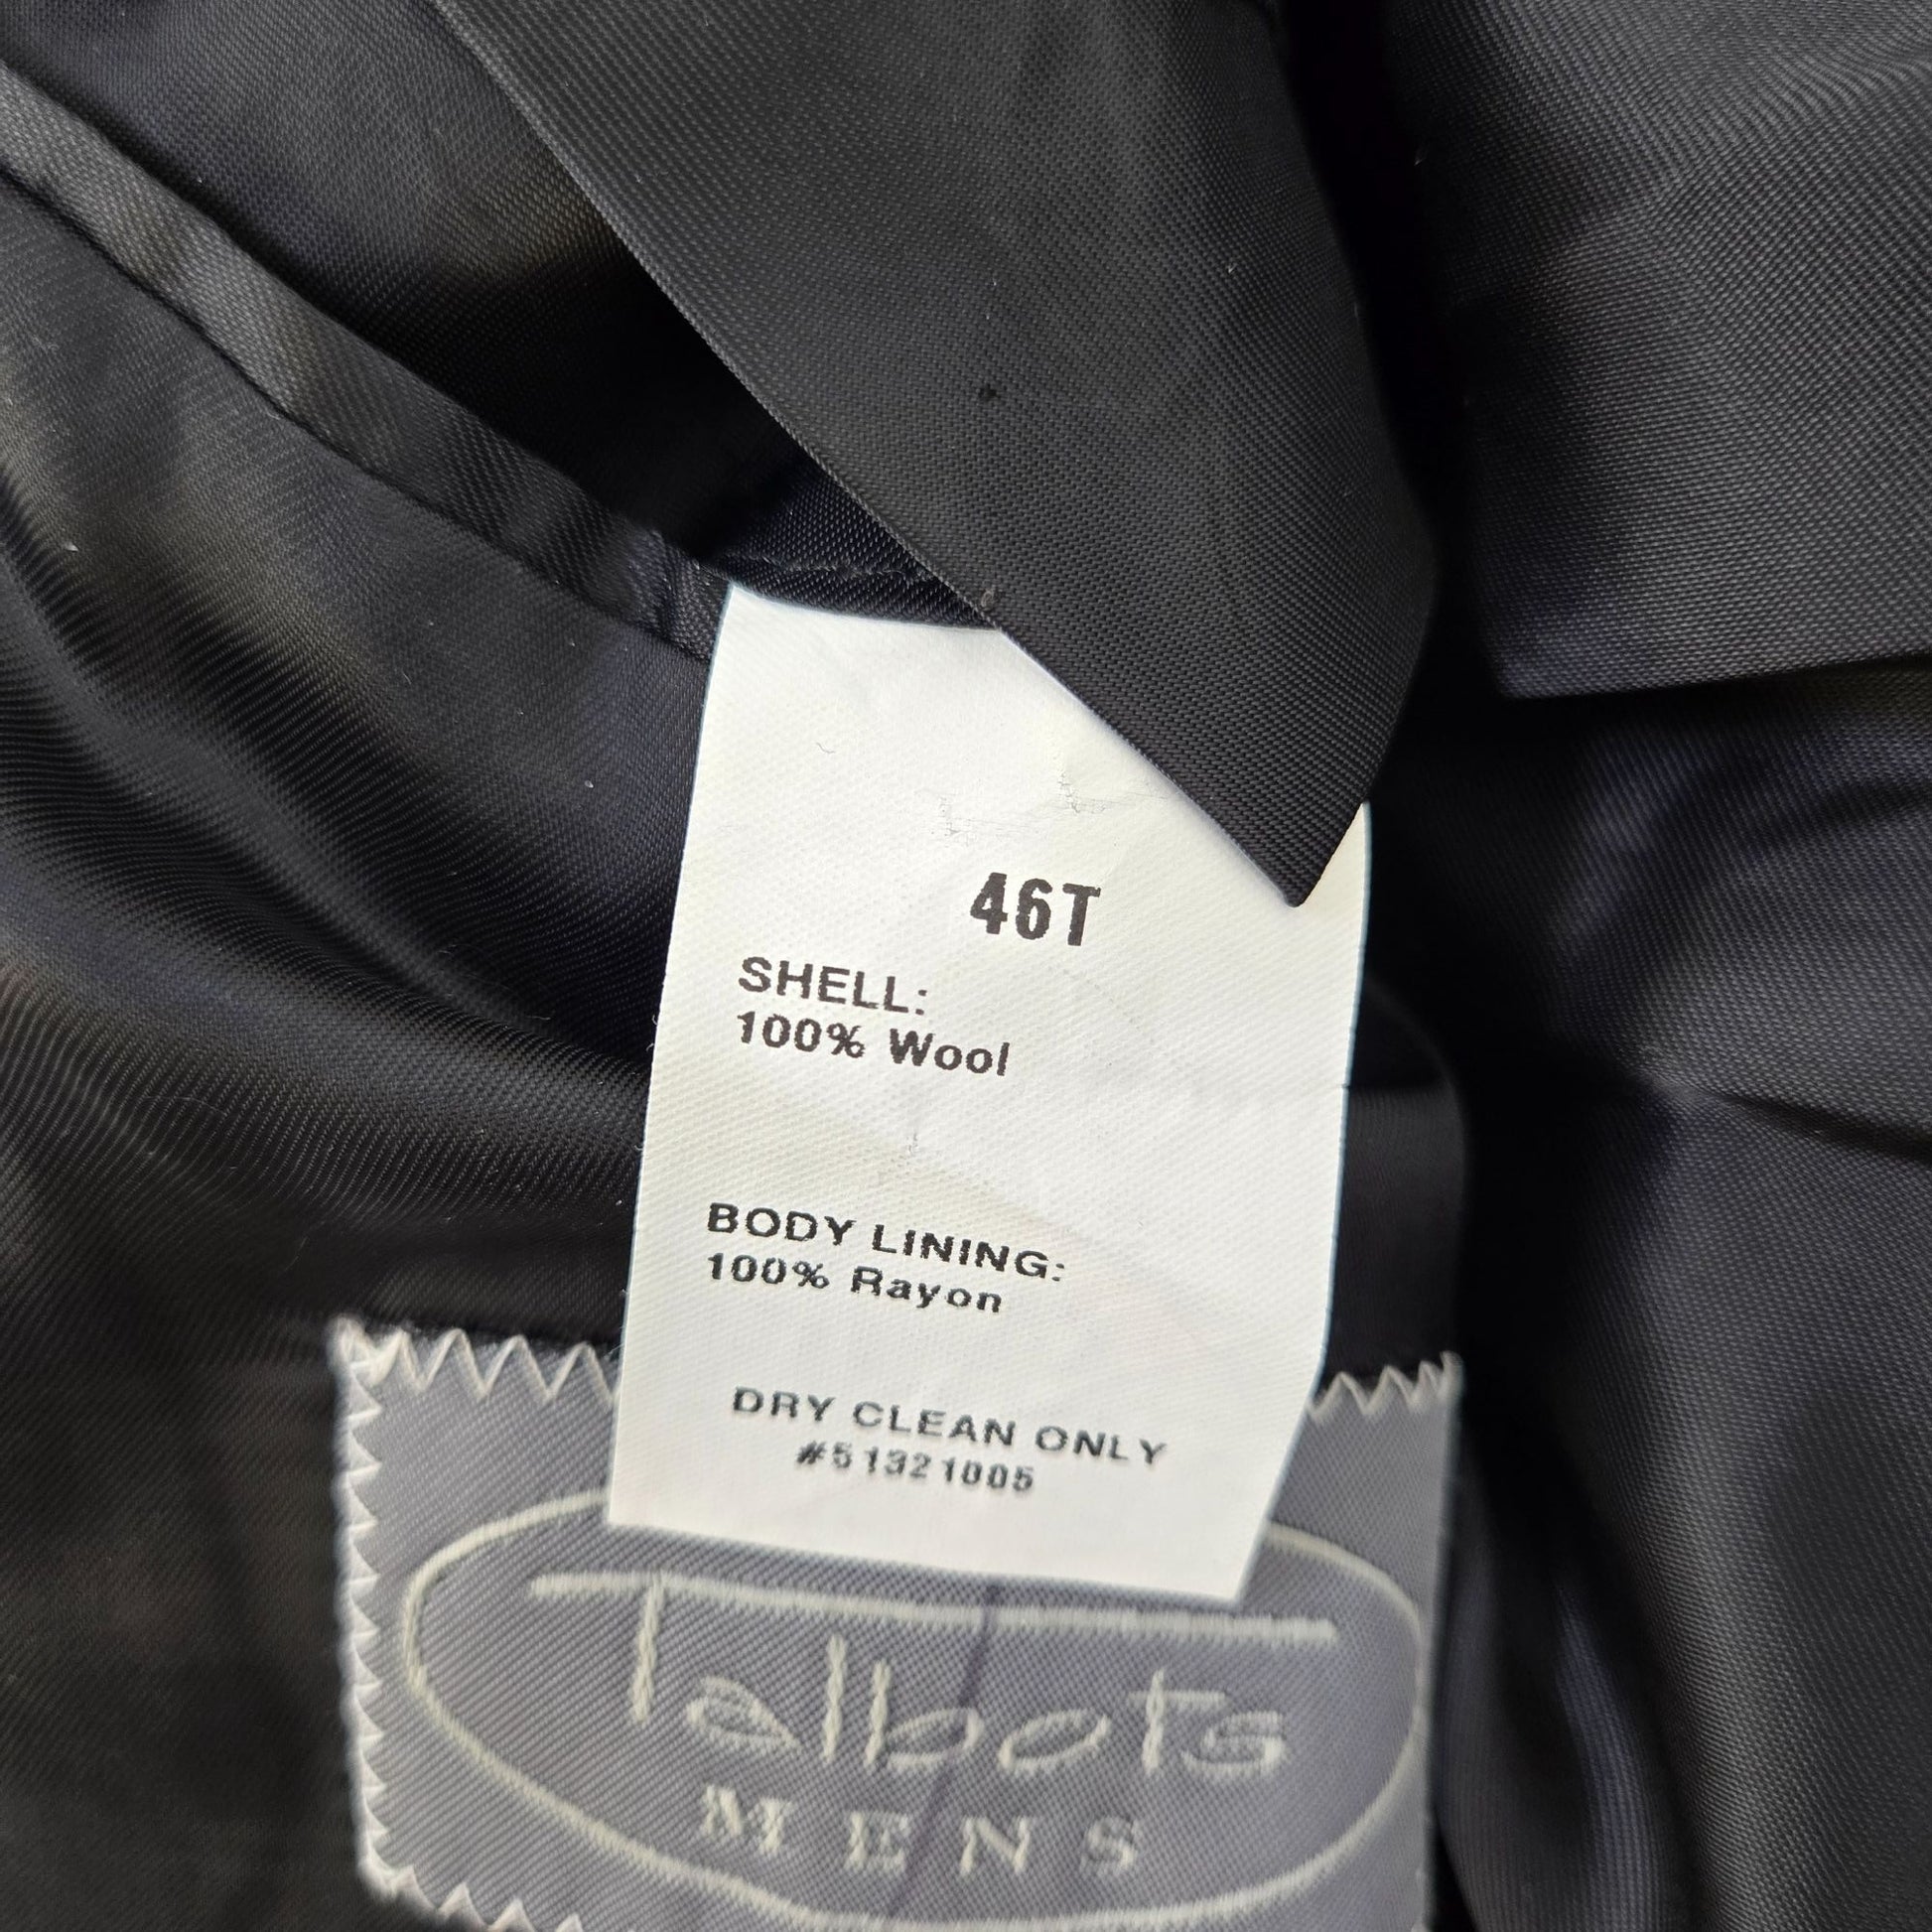 46T
SHELL:
100% Wool
BODY LINING:
100% Rayon
DRY CLEAN ONLY
#51321005
Talbots
MENS